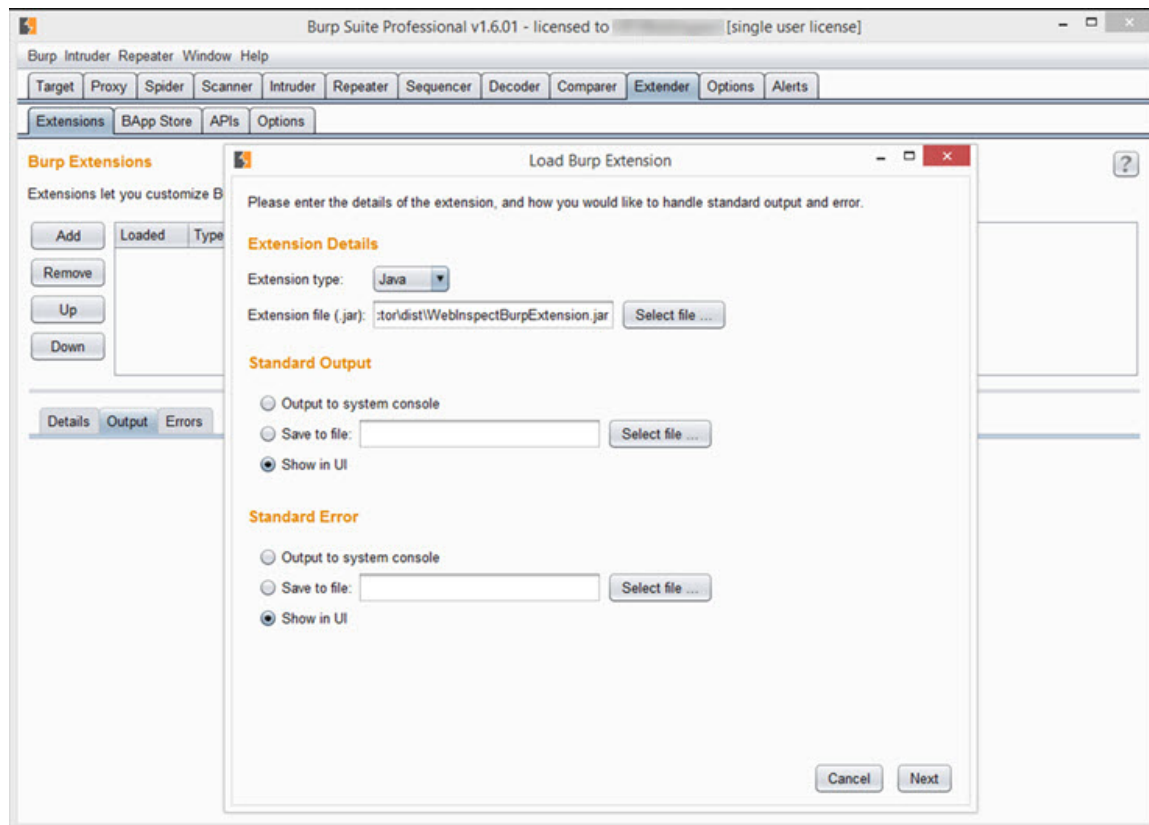 Burp Suite Professional v1.6.01 - licensed to [single user license]
Burp Intruder Repeater Window Help
Target Proxy Spider Scanner Intruder Repeater Sequencer Decoder Comparer Extender Options Alerts
Extensions BApp Store APIs Options
Burp Extensions
?
Extensions let you customize B
Add
Remove
Up
Down
Loaded Type
Details Output Errors
Load Burp Extension
Please enter the details of the extension, and how you would like to handle standard output and error.
Extension Details
Extension type: Java
Extension file (.jar): :tor\dist\WebInspectBurpExtension.jar Select file ...
Standard Output
Output to system console
Save to file: Select file ...
Show in UI
Standard Error
Output to system console
Save to file: Select file ...
Show in UI
Cancel Next